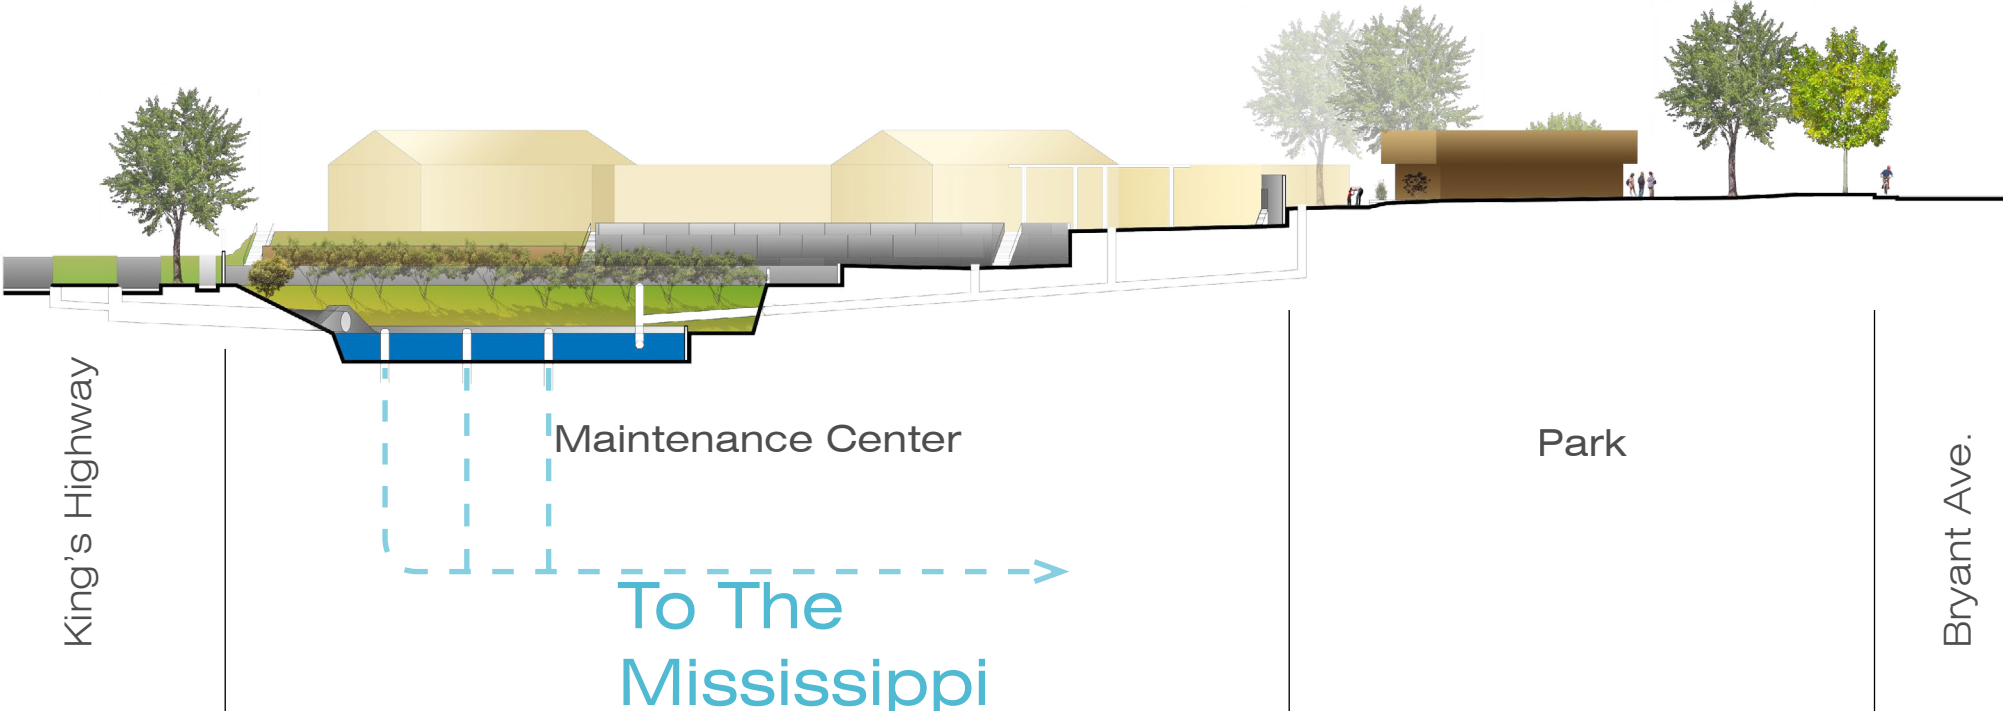 King's Highway
Maintenance Center
Park
Bryant Ave.
To The
Mississippi